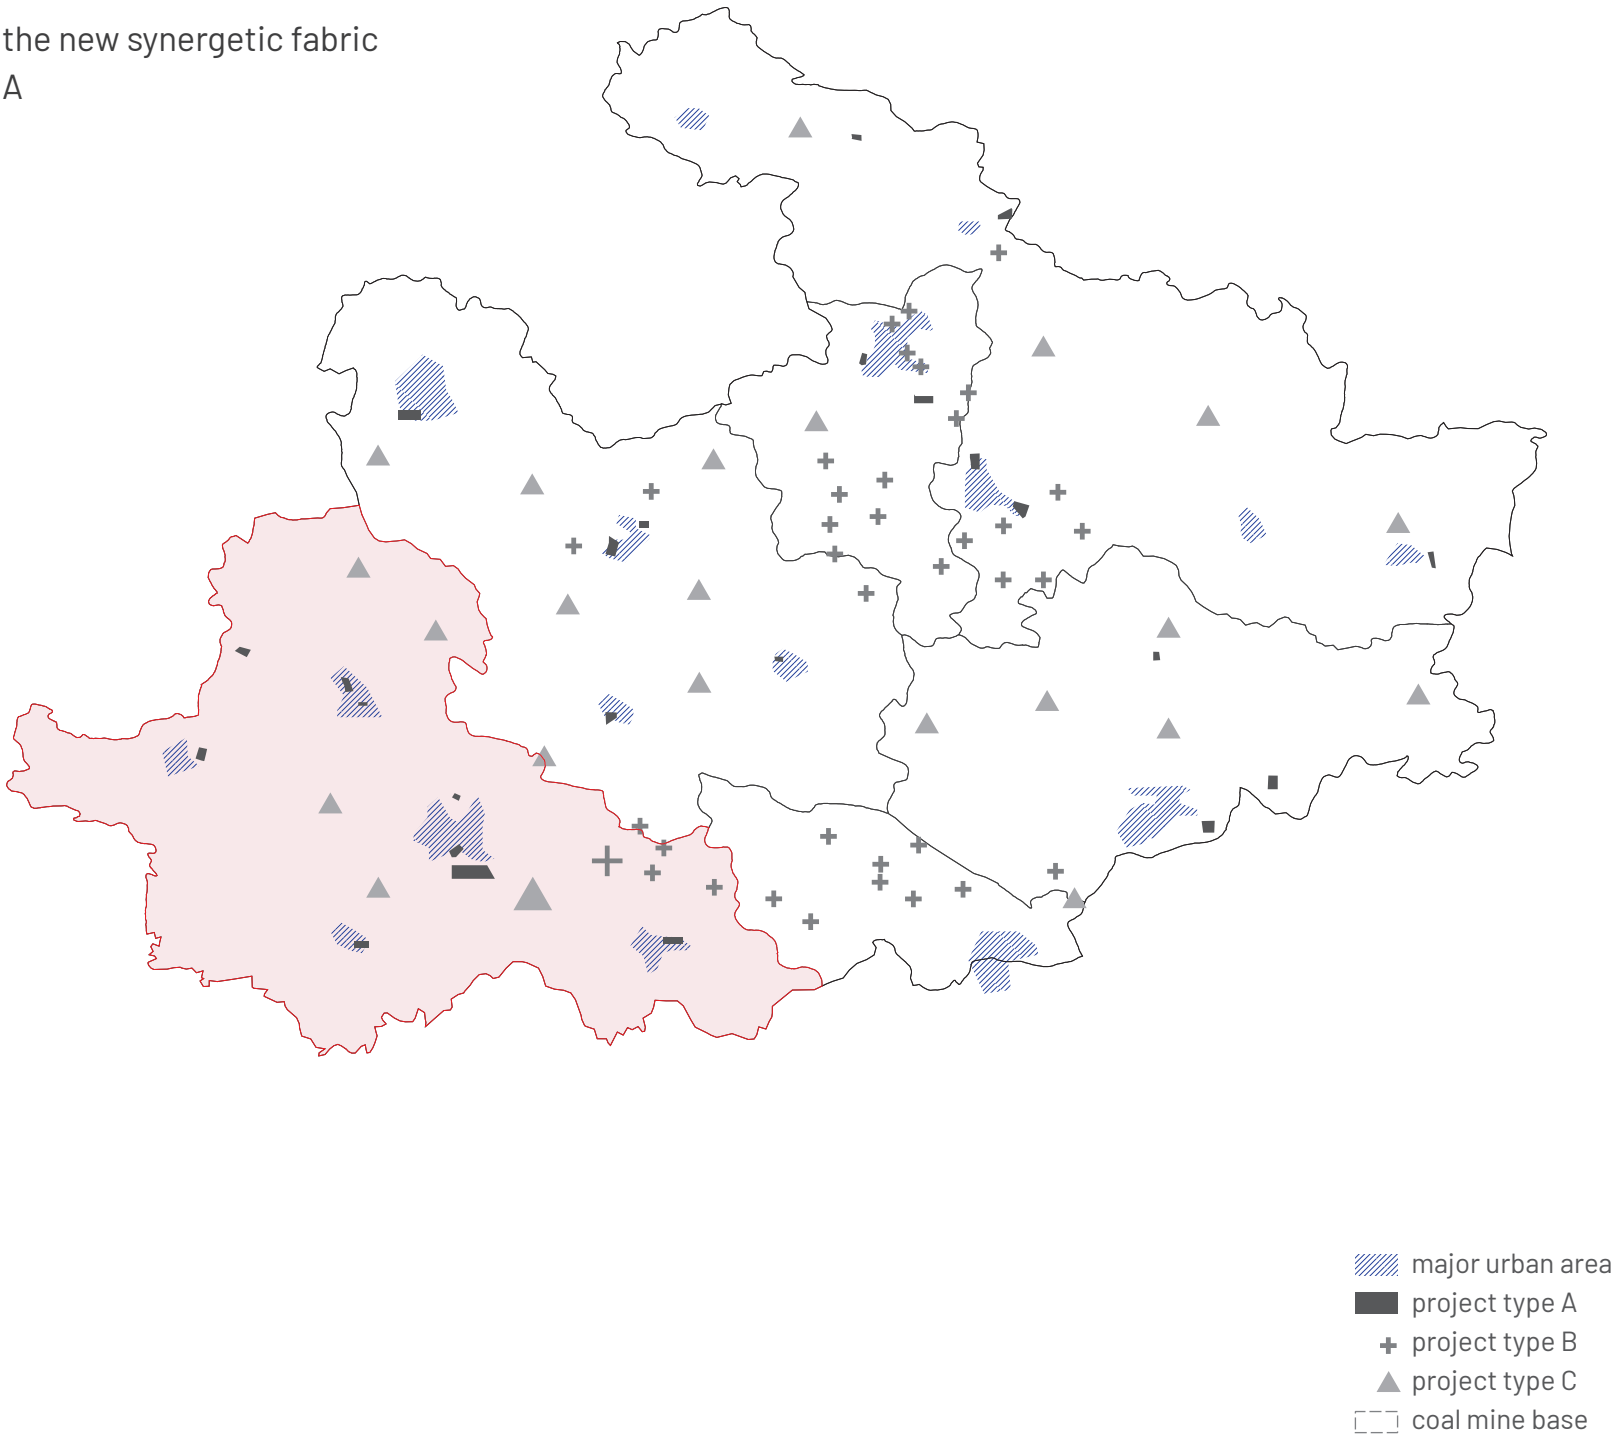 the new synergetic fabric
A
major urban area
project type A
project type B
project type C
coal mine base